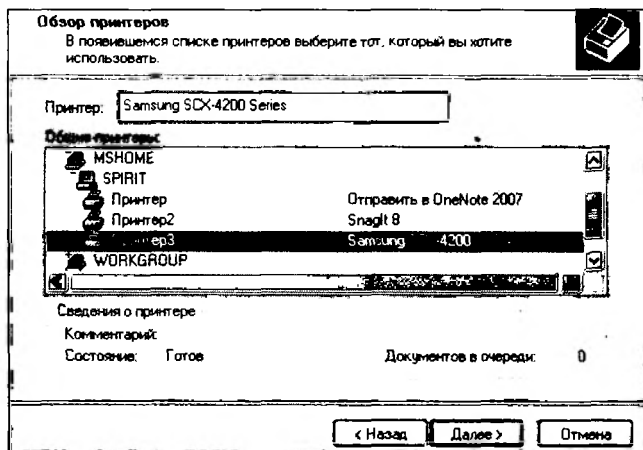 Обзор принтеров
В появившемся списке принтеров выберите тот, который вы хотите
использовать.
Принтер: Samsung SCX-4200 Series
Общие принтеры:
MSHOME
SPIRIT
Принтер Отправить в OneNote 2007
Принтер2 SnagIt 8
Samsung -4200
WORKGROUP
Сведения о принтере
Комментарий:
Состояние: Готов Документов в очереди: 0
< Назад Далее > Отмена